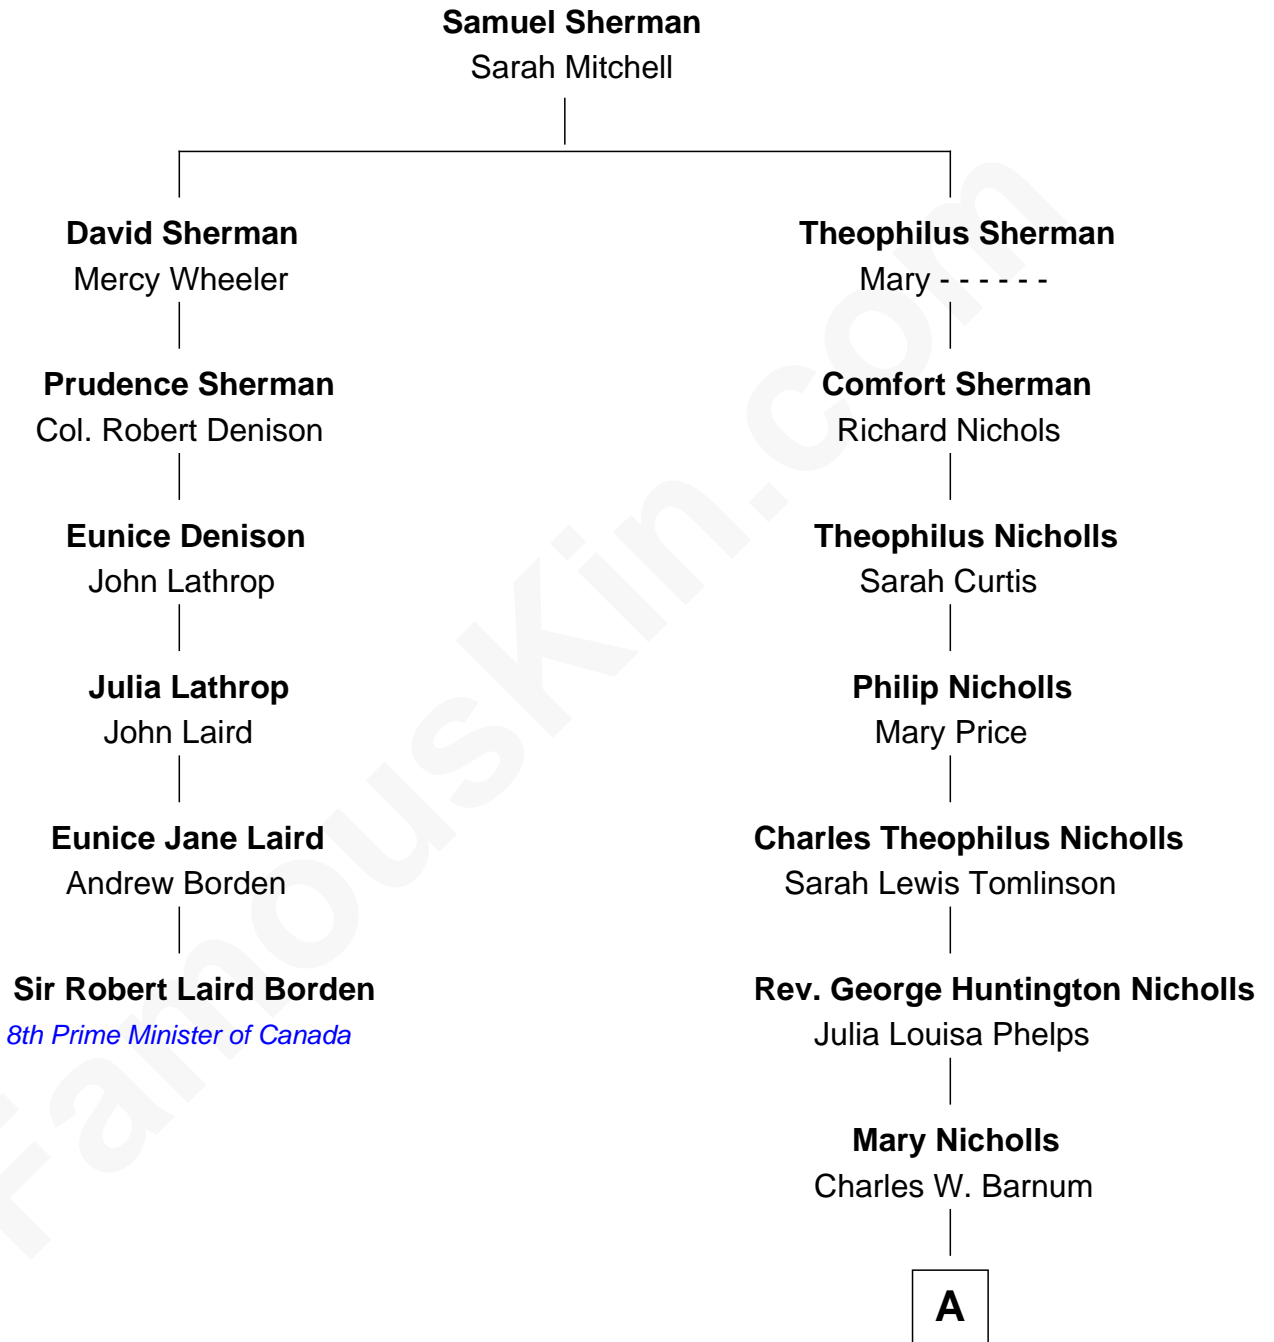 Samuel Sherman
Sarah Mitchell
David Sherman
Mercy Wheeler
Prudence Sherman
Col. Robert Denison
Eunice Denison
John Lathrop
Julia Lathrop
John Laird
Eunice Jane Laird
Andrew Borden
Sir Robert Laird Borden
8th Prime Minister of Canada
Theophilus Sherman
Mary - - - - - -
Comfort Sherman
Richard Nichols
Theophilus Nicholls
Sarah Curtis
Philip Nicholls
Mary Price
Charles Theophilus Nicholls
Sarah Lewis Tomlinson
Rev. George Huntington Nicholls
Julia Louisa Phelps
Mary Nicholls
Charles W. Barnum
A
FamousKin.com